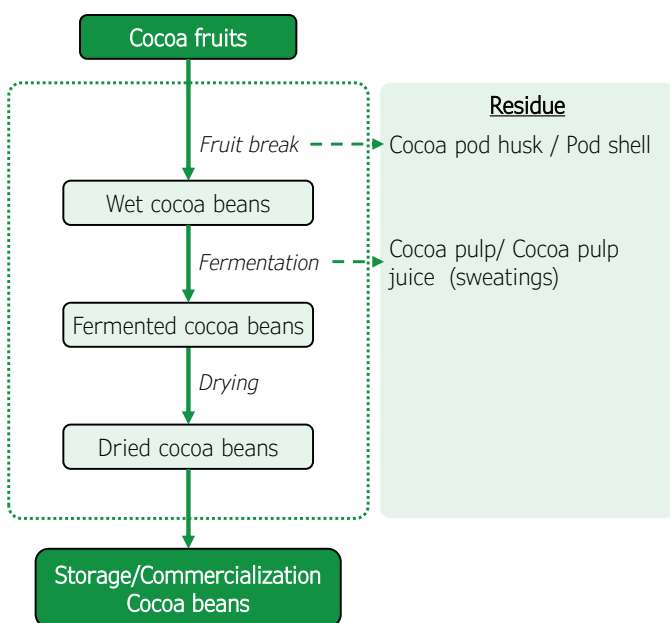 Cocoa fruits
Residue
Fruit break
Cocoa pod husk / Pod shell
Wet cocoa beans
Fermentation
Cocoa pulp/ Cocoa pulp
juice (sweatings)
Fermented cocoa beans
Drying
Dried cocoa beans
Storage/Commercialization
Cocoa beans